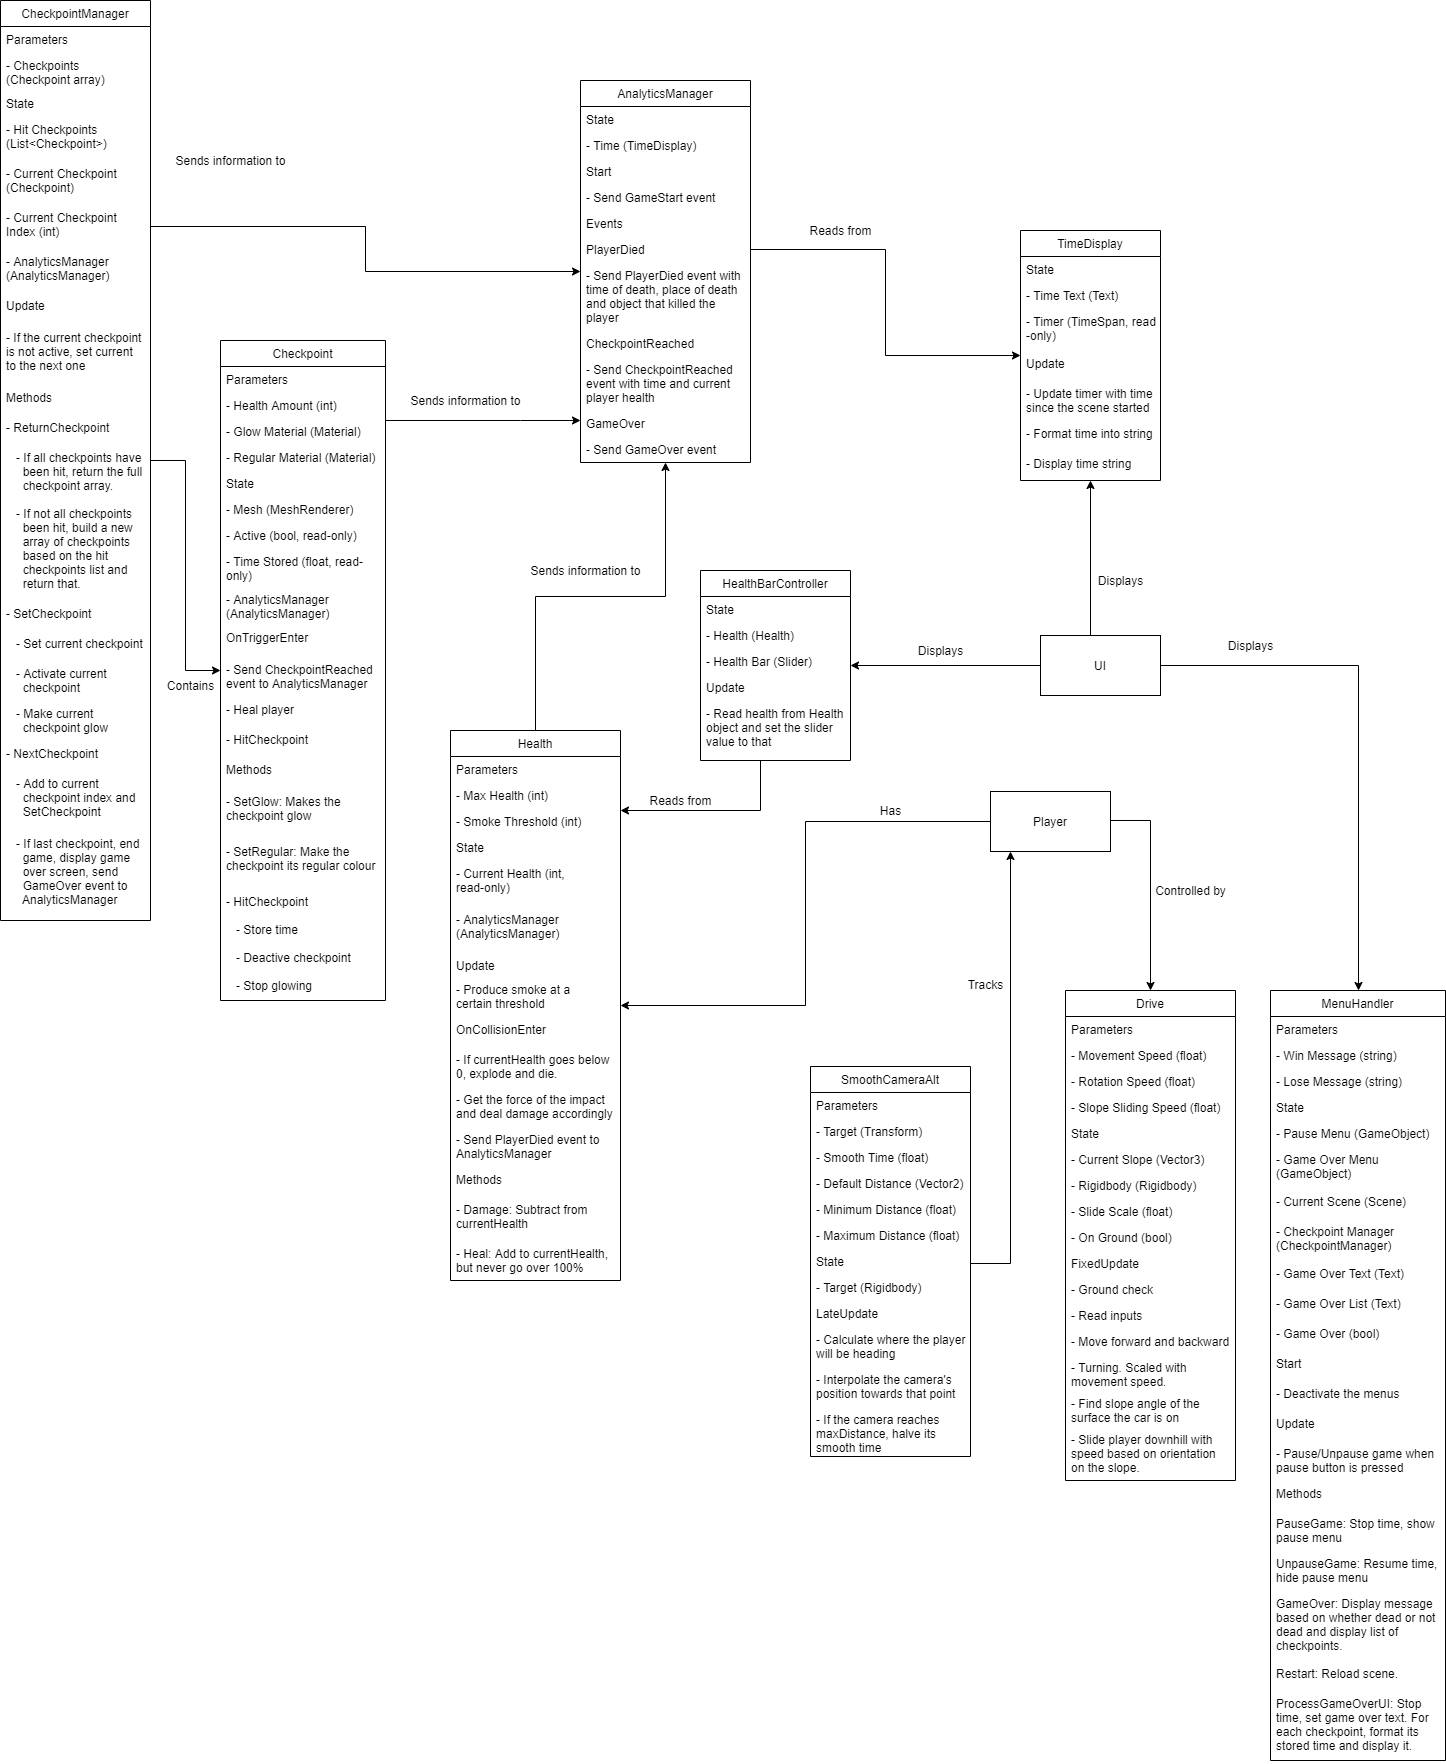 CheckpointManager
Parameters
- Checkpoints
(Checkpoint array)
State
- Hit Checkpoints
(List<Checkpoint>)
- Current Checkpoint
(Checkpoint)
- Current Checkpoint
Index (int)
- AnalyticsManager
(AnalyticsManager)
Update
- If the current checkpoint
is not active, set current
to the next one
Methods
- ReturnCheckpoint
- If all checkpoints have
been hit, return the full
checkpoint array.
- If not all checkpoints
been hit, build a new
array of checkpoints
based on the hit
checkpoints list and
return that.
- SetCheckpoint
- Set current checkpoint
- Activate current
checkpoint
- Make current
checkpoint glow
- NextCheckpoint
- Add to current
checkpoint index and
SetCheckpoint
- If last checkpoint, end
game, display game
over screen, send
GameOver event to
AnalyticsManager
Sends information to
Contains
Checkpoint
Parameters
- Health Amount (int)
- Glow Material (Material)
- Regular Material (Material)
State
- Mesh (MeshRenderer)
- Active (bool, read-only)
- Time Stored (float, read-
only)
- AnalyticsManager
(AnalyticsManager)
OnTriggerEnter
- Send CheckpointReached
event to AnalyticsManager
- Heal player
- HitCheckpoint
Methods
- SetGlow: Makes the
checkpoint glow
- SetRegular: Make the
checkpoint its regular colour
- HitCheckpoint
- Store time
- Deactive checkpoint
- Stop glowing
Sends information to
AnalyticsManager
State
- Time (TimeDisplay)
Start
- Send GameStart event
Events
PlayerDied
- Send PlayerDied event with
time of death, place of death
and object that killed the
player
CheckpointReached
- Send CheckpointReached
event with time and current
player health
GameOver
- Send GameOver event
Reads from
TimeDisplay
State
- Time Text (Text)
- Timer (TimeSpan, read
-only)
Update
- Update timer with time
since the scene started
- Format time into string
- Display time string
Sends information to
HealthBarController
State
- Health (Health)
- Health Bar (Slider)
Update
- Read health from Health
object and set the slider
value to that
Displays
Displays
UI
Displays
Health
Parameters
- Max Health (int)
- Smoke Threshold (int)
State
- Current Health (int,
read-only)
- AnalyticsManager
(AnalyticsManager)
Update
- Produce smoke at a
certain threshold
OnCollisionEnter
- If currentHealth goes below
0, explode and die.
- Get the force of the impact
and deal damage accordingly
- Send PlayerDied event to
AnalyticsManager
Methods
- Damage: Subtract from
currentHealth
- Heal: Add to currentHealth,
but never go over 100%
Reads from
Has
Player
Controlled by
Tracks
SmoothCameraAlt
Parameters
- Target (Transform)
- Smooth Time (float)
- Default Distance (Vector2)
- Minimum Distance (float)
- Maximum Distance (float)
State
- Target (Rigidbody)
LateUpdate
- Calculate where the player
will be heading
- Interpolate the camera's
position towards that point
- If the camera reaches
maxDistance, halve its
smooth time
Drive
Parameters
- Movement Speed (float)
- Rotation Speed (float)
- Slope Sliding Speed (float)
State
- Current Slope (Vector3)
- Rigidbody (Rigidbody)
- Slide Scale (float)
- On Ground (bool)
FixedUpdate
- Ground check
- Read inputs
- Move forward and backward
- Turning. Scaled with
movement speed.
- Find slope angle of the
surface the car is on
- Slide player downhill with
speed based on orientation
on the slope.
MenuHandler
Parameters
- Win Message (string)
- Lose Message (string)
State
- Pause Menu (GameObject)
- Game Over Menu
(GameObject)
- Current Scene (Scene)
- Checkpoint Manager
(CheckpointManager)
- Game Over Text (Text)
- Game Over List (Text)
- Game Over (bool)
Start
- Deactivate the menus
Update
- Pause/Unpause game when
pause button is pressed
Methods
PauseGame: Stop time, show
pause menu
UnpauseGame: Resume time,
hide pause menu
GameOver: Display message
based on whether dead or not
dead and display list of
checkpoints.
Restart: Reload scene.
ProcessGameOverUI: Stop
time, set game over text. For
each checkpoint, format its
stored time and display it.